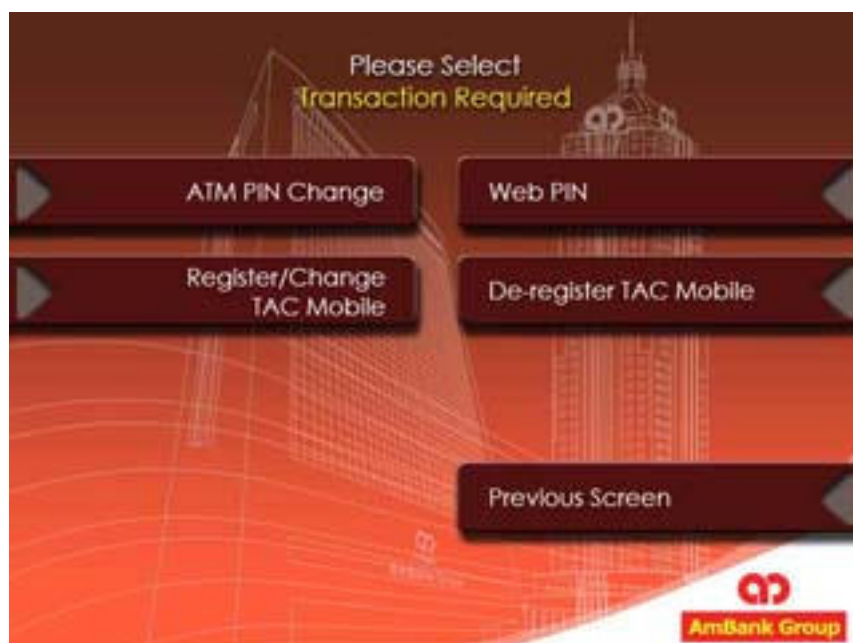 Please Select
Transaction Required
ATM PIN Change
Web PIN
Register/Change
TAC Mobile
De-register TAC Mobile
Previous Screen
AmBank Group